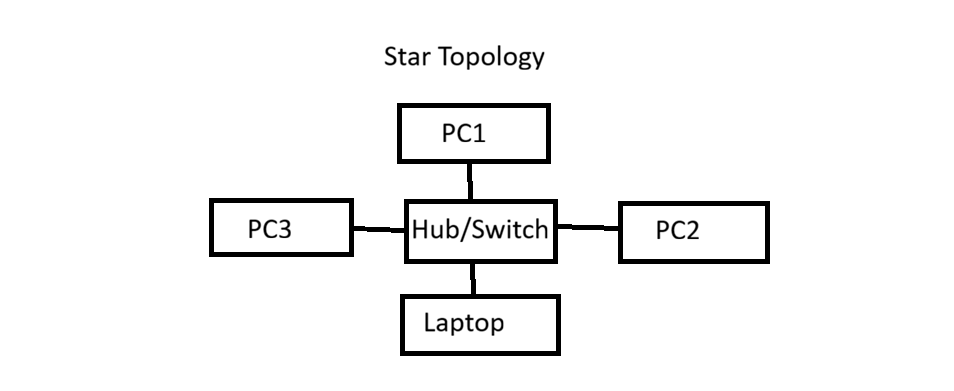 Star Topology
PC1
PC3
Hub/Switch
PC2
Laptop